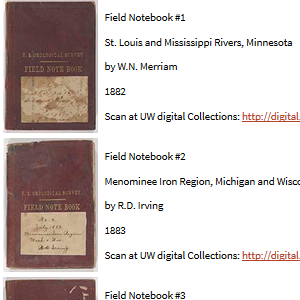 U. S. GEOLOGICAL SURVEY
FIELD NOTE BOOK
Field Notebook #1
St. Louis and Mississippi Rivers, Minnesota
by W.N. Merriam
1882
Scan at UW digital Collections: http://digital.
U. S. GEOLOGICAL SURVEY
FIELD NOTE BOOK
No. 2
July 1883
Field Notebook #2
Menominee Iron Region, Michigan and Wisco
by R.D. Irving
1883
Scan at UW digital Collections: http://digital.
Field Notebook #3